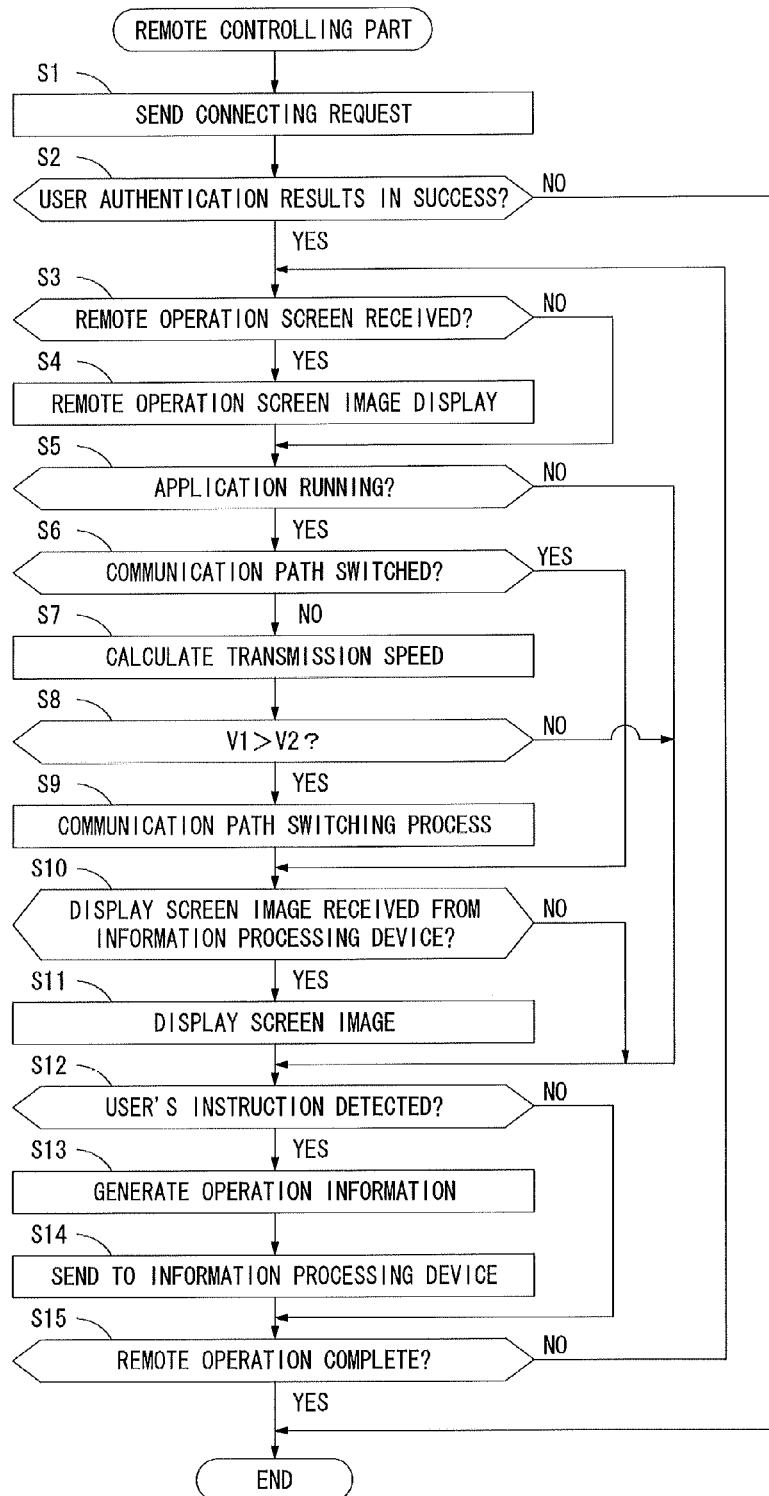 REMOTE CONTROLLING PART
S1
SEND CONNECTING REQUEST
S2
USER AUTHENTICATION RESULTS IN SUCCESS?
NO
YES
S3
REMOTE OPERATION SCREEN RECEIVED?
NO
YES
S4
REMOTE OPERATION SCREEN IMAGE DISPLAY
S5
APPLICATION RUNNING?
NO
YES
S6
COMMUNICATION PATH SWITCHED?
YES
NO
S7
CALCULATE TRANSMISSION SPEED
S8
V1>V2?
NO
YES
S9
COMMUNICATION PATH SWITCHING PROCESS
S10
DISPLAY SCREEN IMAGE RECEIVED FROM
INFORMATION PROCESSING DEVICE?
NO
YES
S11
DISPLAY SCREEN IMAGE
S12
USER'S INSTRUCTION DETECTED?
NO
YES
S13
GENERATE OPERATION INFORMATION
S14
SEND TO INFORMATION PROCESSING DEVICE
S15
REMOTE OPERATION COMPLETE?
NO
YES
END